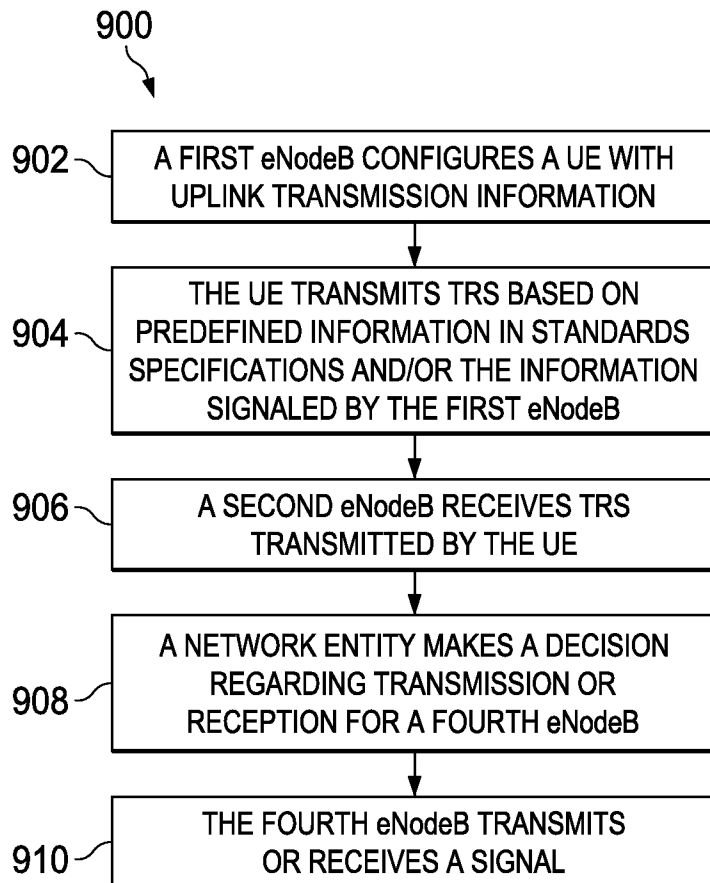 900
902
A FIRST eNodeB CONFIGURES A UE WITH
UPLINK TRANSMISSION INFORMATION
904
THE UE TRANSMITS TRS BASED ON
PREDEFINED INFORMATION IN STANDARDS
SPECIFICATIONS AND/OR THE INFORMATION
SIGNALED BY THE FIRST eNodeB
906
A SECOND eNodeB RECEIVES TRS
TRANSMITTED BY THE UE
908
A NETWORK ENTITY MAKES A DECISION
REGARDING TRANSMISSION OR
RECEPTION FOR A FOURTH eNodeB
910
THE FOURTH eNodeB TRANSMITS
OR RECEIVES A SIGNAL